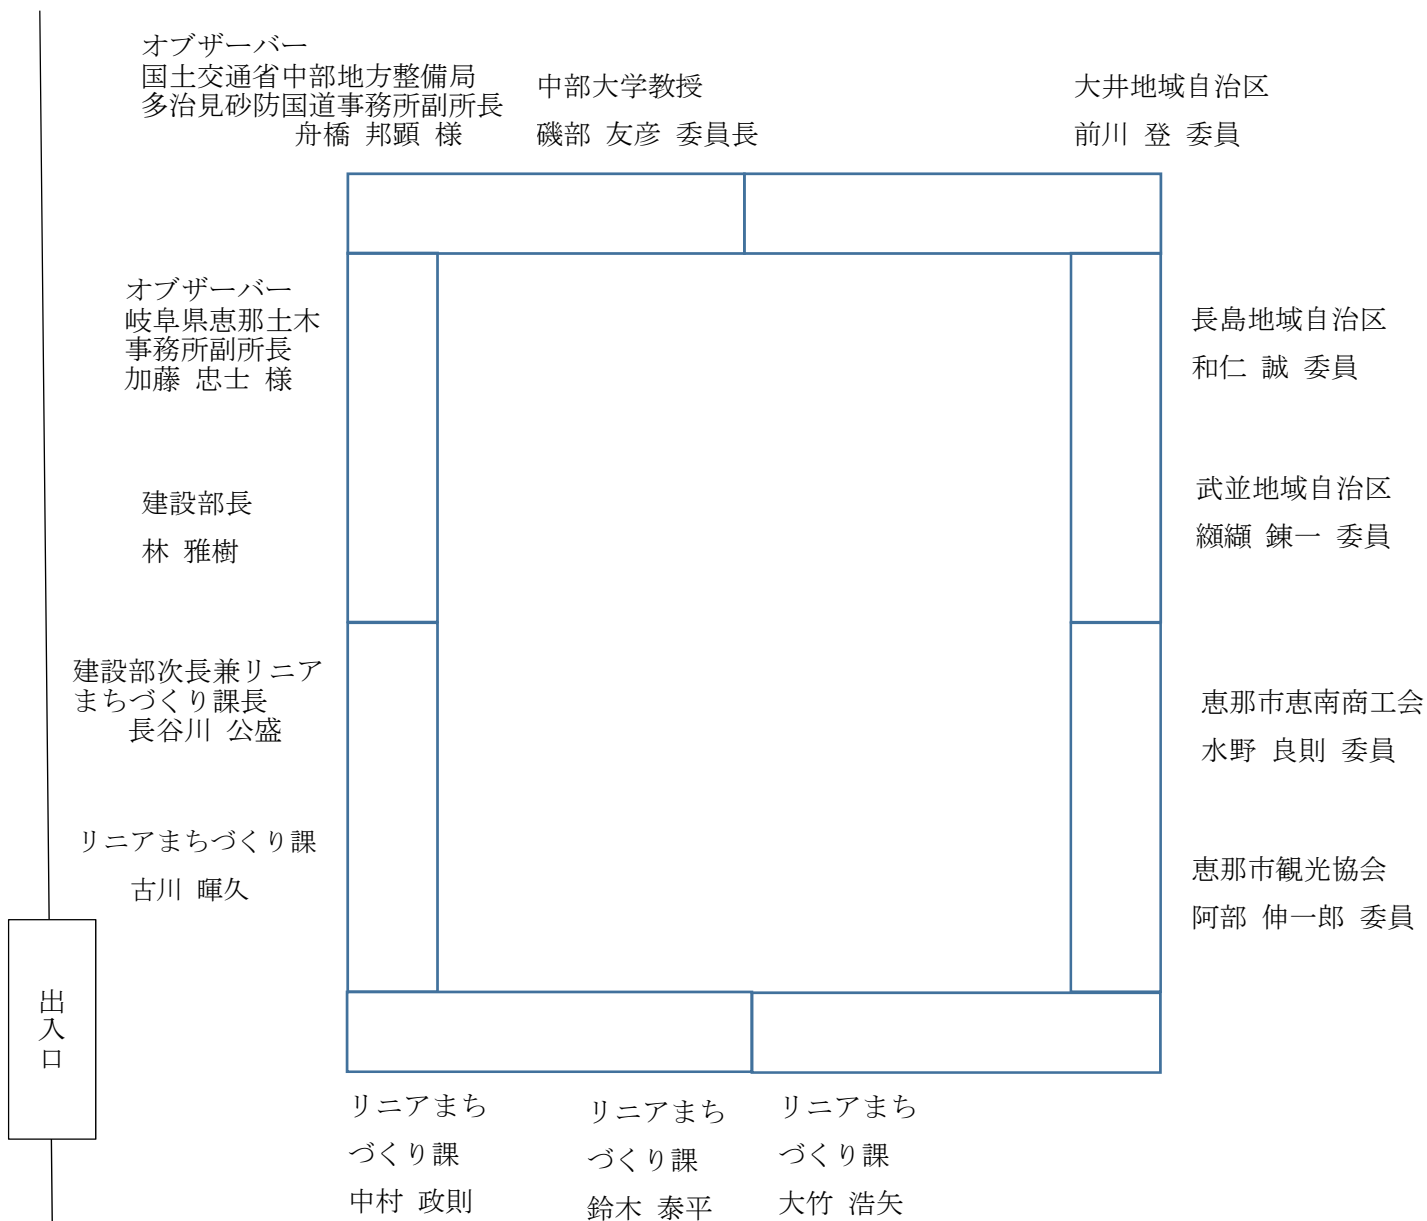 オブザーバー
国土交通省中部地方整備局
多治見砂防国道事務所副所長
舟橋 邦顕 様
中部大学教授
磯部 友彦 委員長
大井地域自治区
前川 登 委員
オブザーバー
岐阜県恵那土木
事務所副所長
加藤 忠士 様
長島地域自治区
和仁 誠 委員
建設部長
林 雅樹
武並地域自治区
纐纈 錬一 委員
建設部次長兼リニア
まちづくり課長
長谷川 公盛
恵那市恵南商工会
水野 良則 委員
リニアまちづくり課
古川 暉久
恵那市観光協会
阿部 伸一郎 委員
出入口
リニアまち
づくり課
中村 政則
リニアまち
づくり課
鈴木 泰平
リニアまち
づくり課
大竹 浩矢